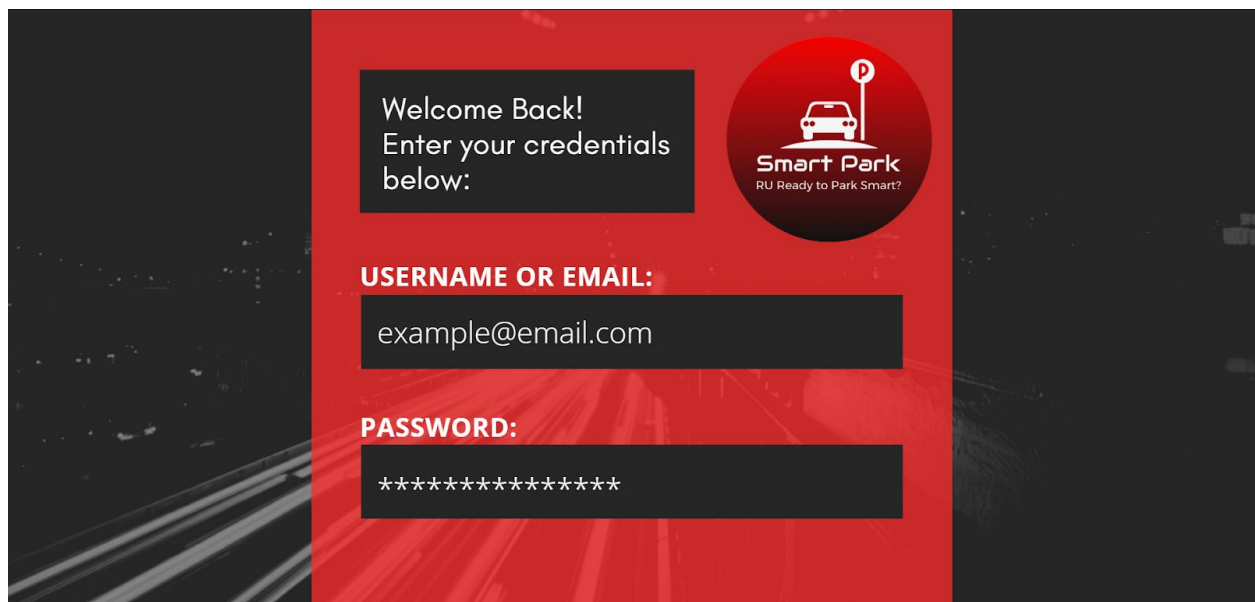 Welcome Back!
Enter your credentials
below:
P
Smart Park
RU Ready to Park Smart?
USERNAME OR EMAIL:
example@email.com
PASSWORD:
***************